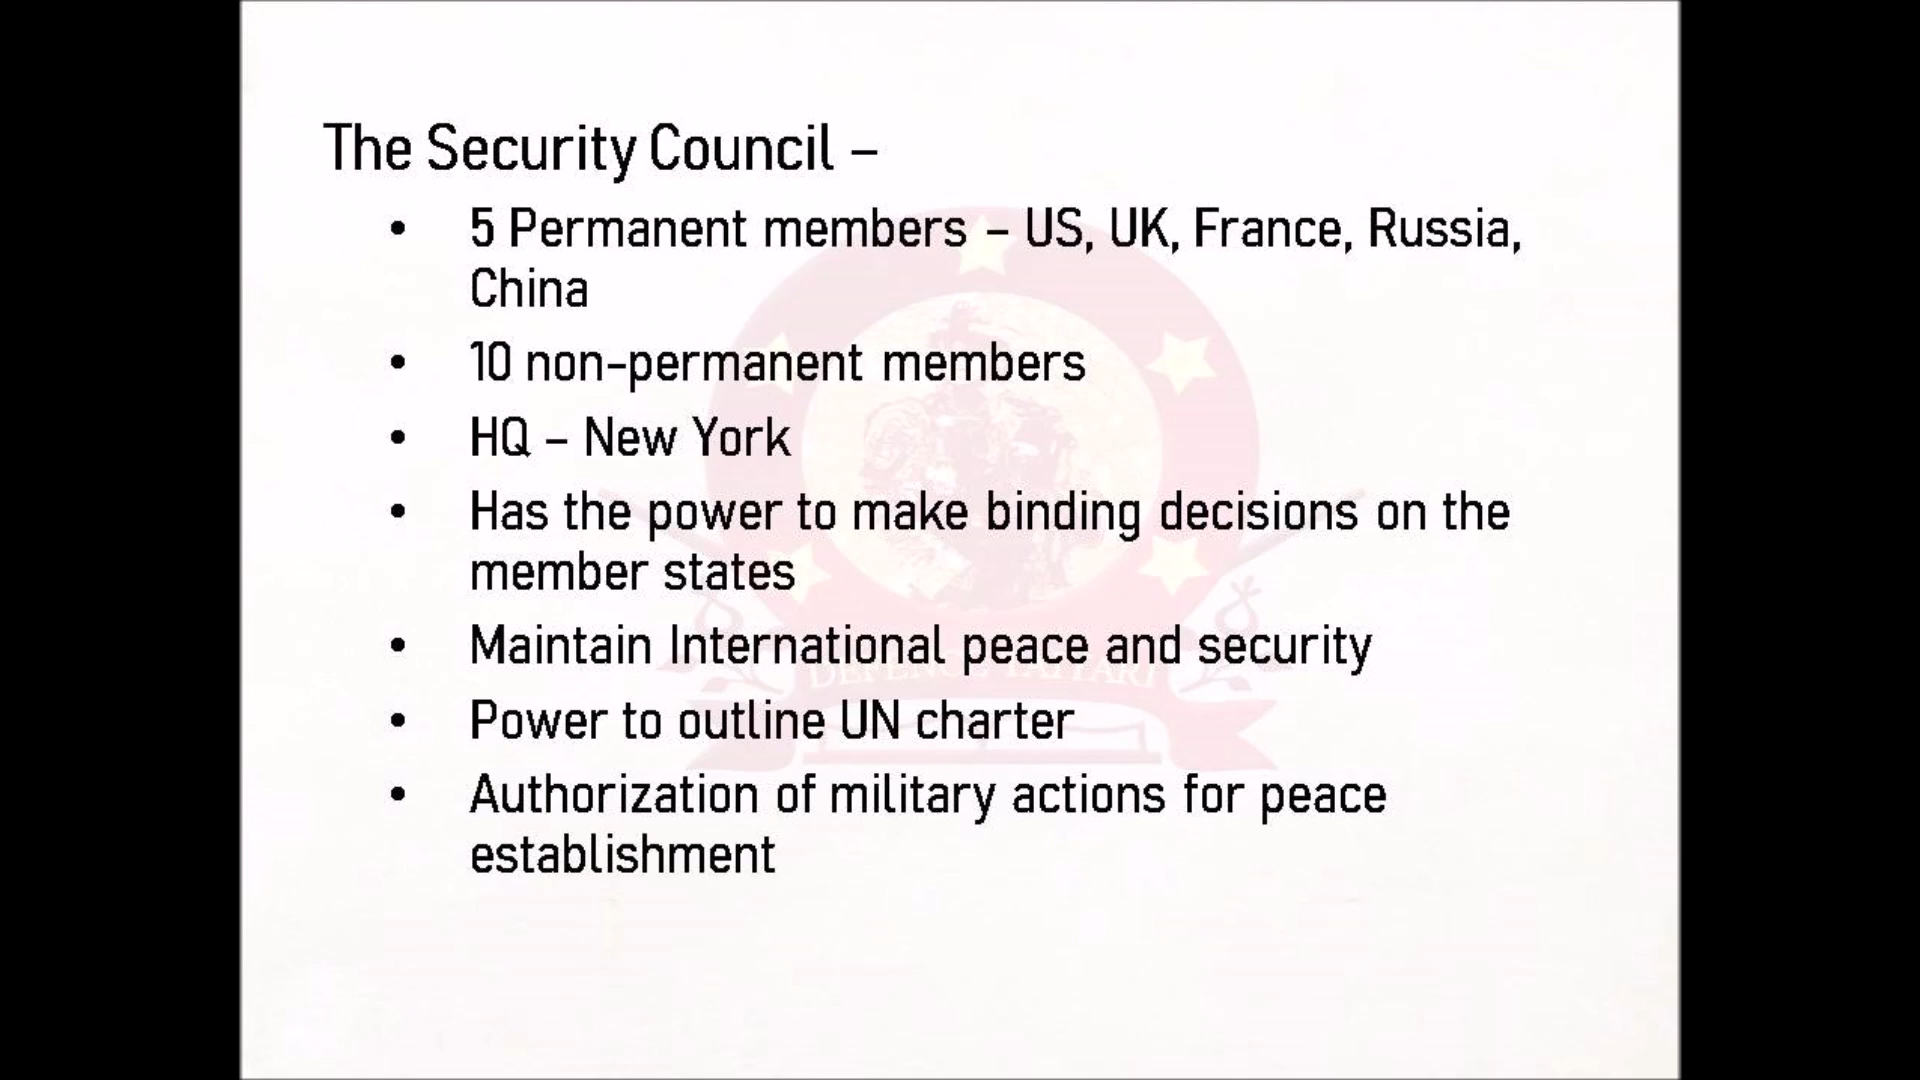 The Security Council –
• 5 Permanent members – US, UK, France, Russia,
China
• 10 non-permanent members
• HQ – New York
• Has the power to make binding decisions on the
member states
• Maintain International peace and security
DEFENCE TAIYARI
• Power to outline UN charter
• Authorization of military actions for peace
establishment